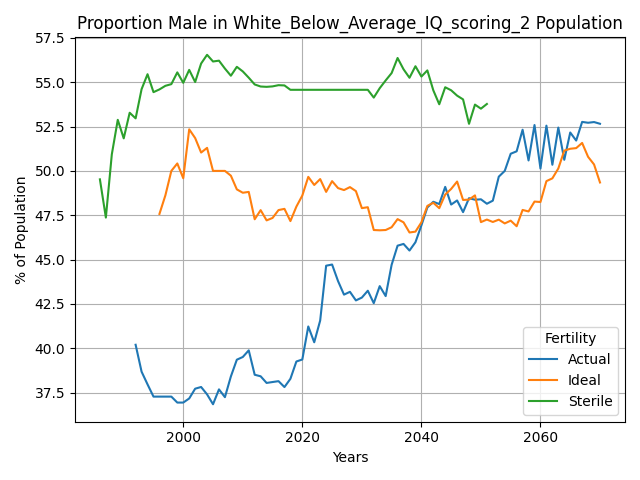 Proportion Male in White_Below_Average_IQ_scoring_2 Population
% of Population
57.5
55.0
52.5
50.0
47.5
45.0
42.5
40.0
37.5
Fertility
Actual
Ideal
Sterile
2000
2020
2040
2060
Years